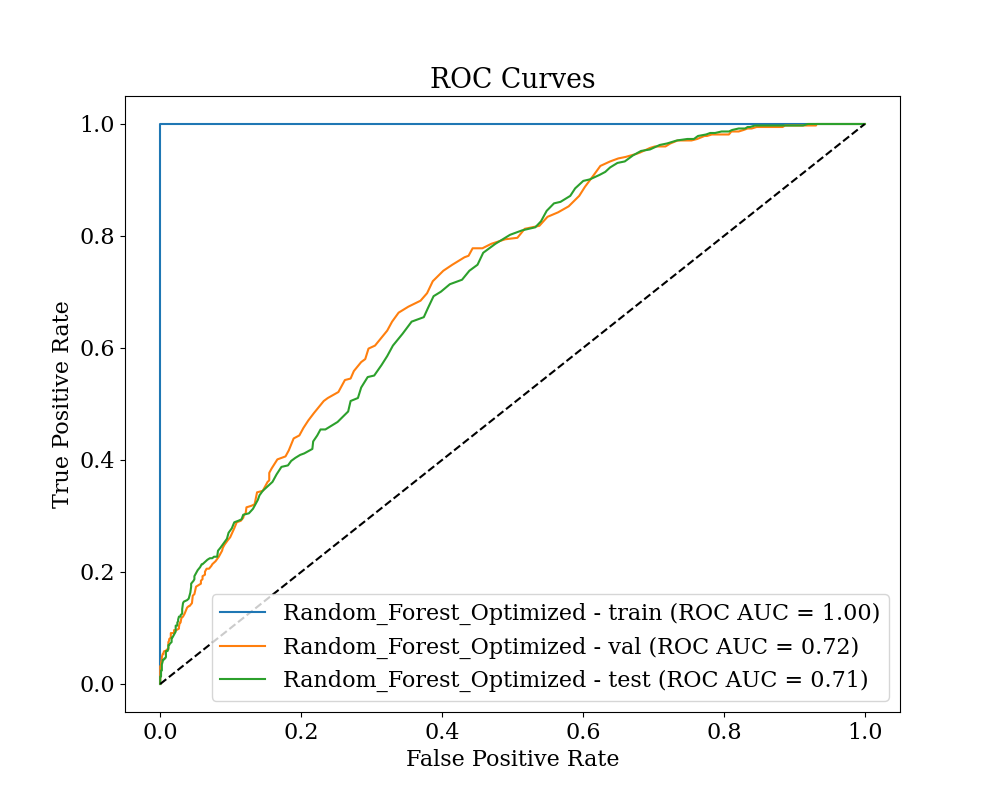 ROC Curves
True Positive Rate
1.0
0.8
0.6
0.4
0.2
0.0
Random_Forest_Optimized - train (ROC AUC = 1.00)
Random_Forest_Optimized - val (ROC AUC = 0.72)
Random_Forest_Optimized - test (ROC AUC = 0.71)
0.0 0.2 0.4 0.6 0.8 1.0
False Positive Rate